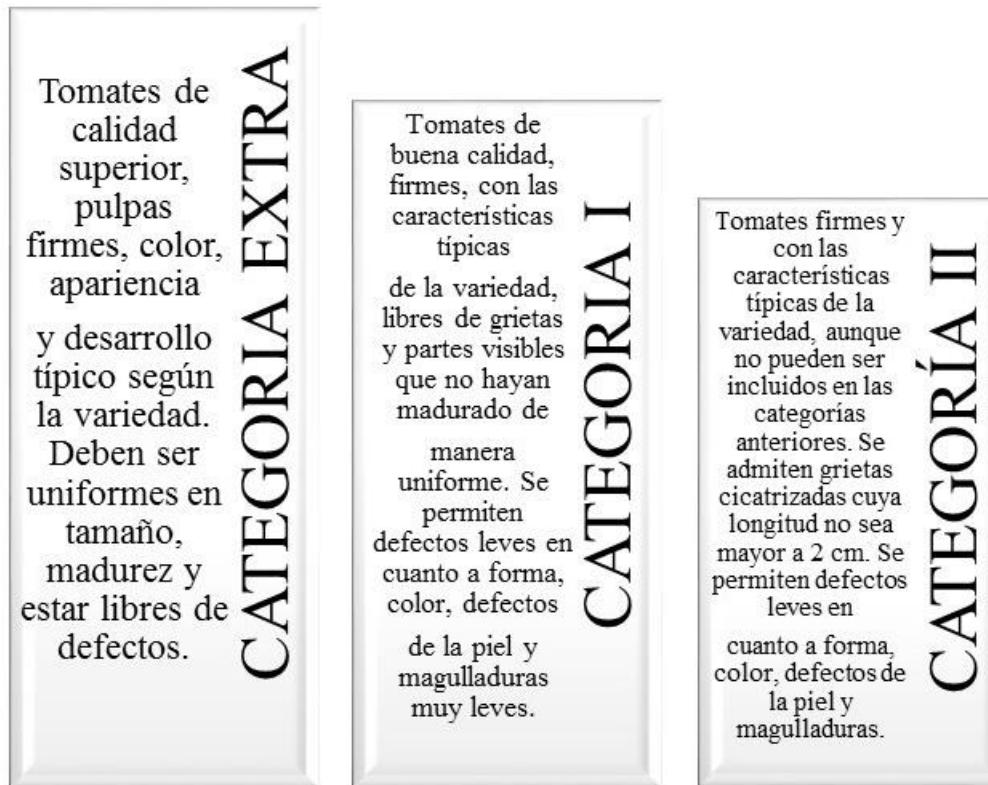 Tomates de
calidad
superior,
pulpas
firmes, color,
apariencia
y desarrollo
típico según
la variedad.
Deben ser
uniformes en
tamaño,
madurez y
estar libres de
defectos.
CATEGORIA EXTRA
Tomates de
buena calidad,
firmes, con las
características
típicas
de la variedad,
libres de grietas
y partes visibles
que no hayan
madurado de
manera
uniforme. Se
permiten
defectos leves en
cuanto a forma,
color, defectos
de la piel y
magulladuras
muy leves.
CATEGORIA I
Tomates firmes y
con las
características
típicas de la
variedad, aunque
no pueden ser
incluidos en las
categorías
anteriores. Se
admiten grietas
cicatrizadas cuya
longitud no sea
mayor a 2 cm. Se
permiten defectos
leves en
cuanto a forma,
color, defectos de
la piel y
magulladuras.
CATEGORÍA II